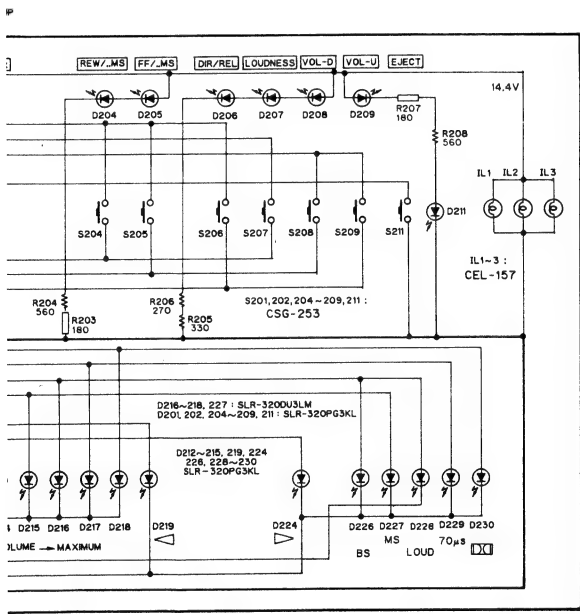 REW/..MS FF/..MS DIR/REL LOUDNESS VOL-D VOL-U EJECT
14.4V
D204 D205 D206 D207 D208 D209 R207
180
R208
560
IL1 IL2 IL3
D211
S204 S205 S206 S207 S208 S209 S211
IL1~3 :
CEL-157
R204
560
R203
180
R206
270
R205
330
S201, 202, 204~209, 211 :
CSG-253
D216~218, 227 : SLR-320DU3LM
D201, 202, 204~209, 211 : SLR-320PG3KL
D212~215, 219, 224
226, 228~230
SLR-320PG3KL
D215 D216 D217 D218 D219 D224 D226 D227 D228 D229 D230
OLUME → MAXIMUM
MS 70μs
BS LOUD